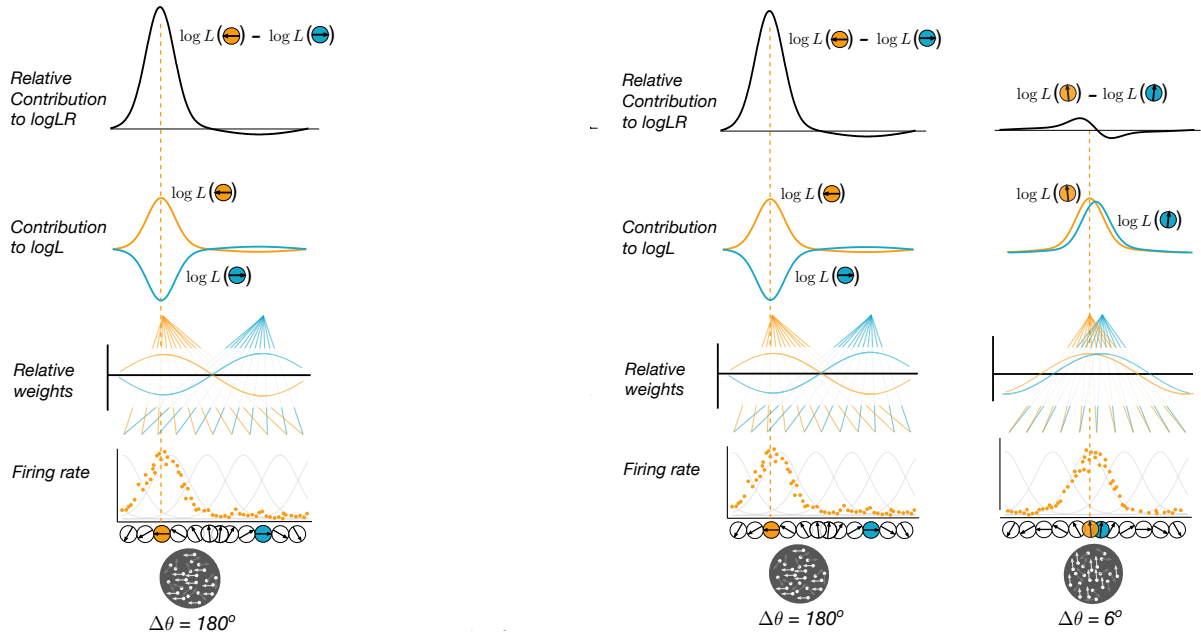 log L(←) – log L(→)
Relative
Contribution
to logLR
log L(←)
Contribution
to logL
log L(→)
Relative
weights
Firing rate
Δθ = 180°
log L(←) – log L(→)
Relative
Contribution
to logLR
log L(←)
Contribution
to logL
log L(→)
Relative
weights
Firing rate
Δθ = 180°
log L(↑) – log L(↑)
log L(↑)
log L(↑)
Δθ = 6°